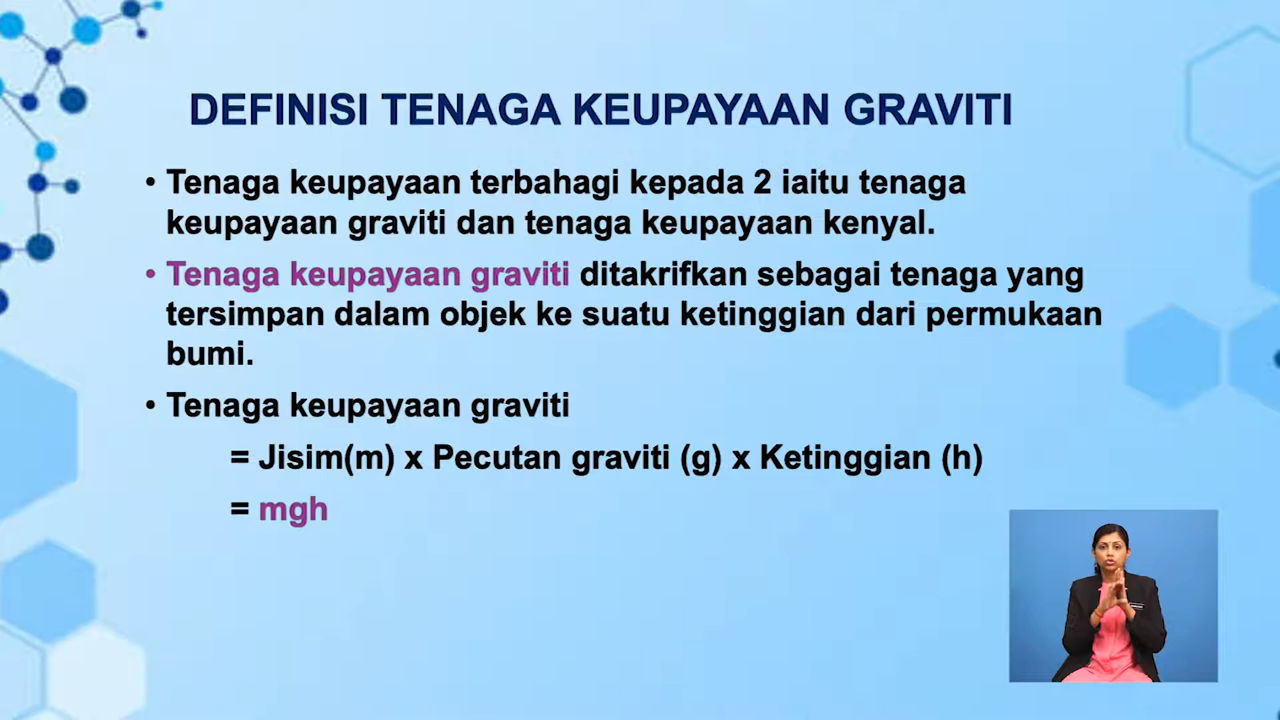 DEFINISI TENAGA KEUPAYAAN GRAVITI
• Tenaga keupayaan terbahagi kepada 2 iaitu tenaga
keupayaan graviti dan tenaga keupayaan kenyal.
• Tenaga keupayaan graviti ditakrifkan sebagai tenaga yang
tersimpan dalam objek ke suatu ketinggian dari permukaan
bumi.
• Tenaga keupayaan graviti
= Jisim(m) x Pecutan graviti (g) x Ketinggian (h)
= mgh